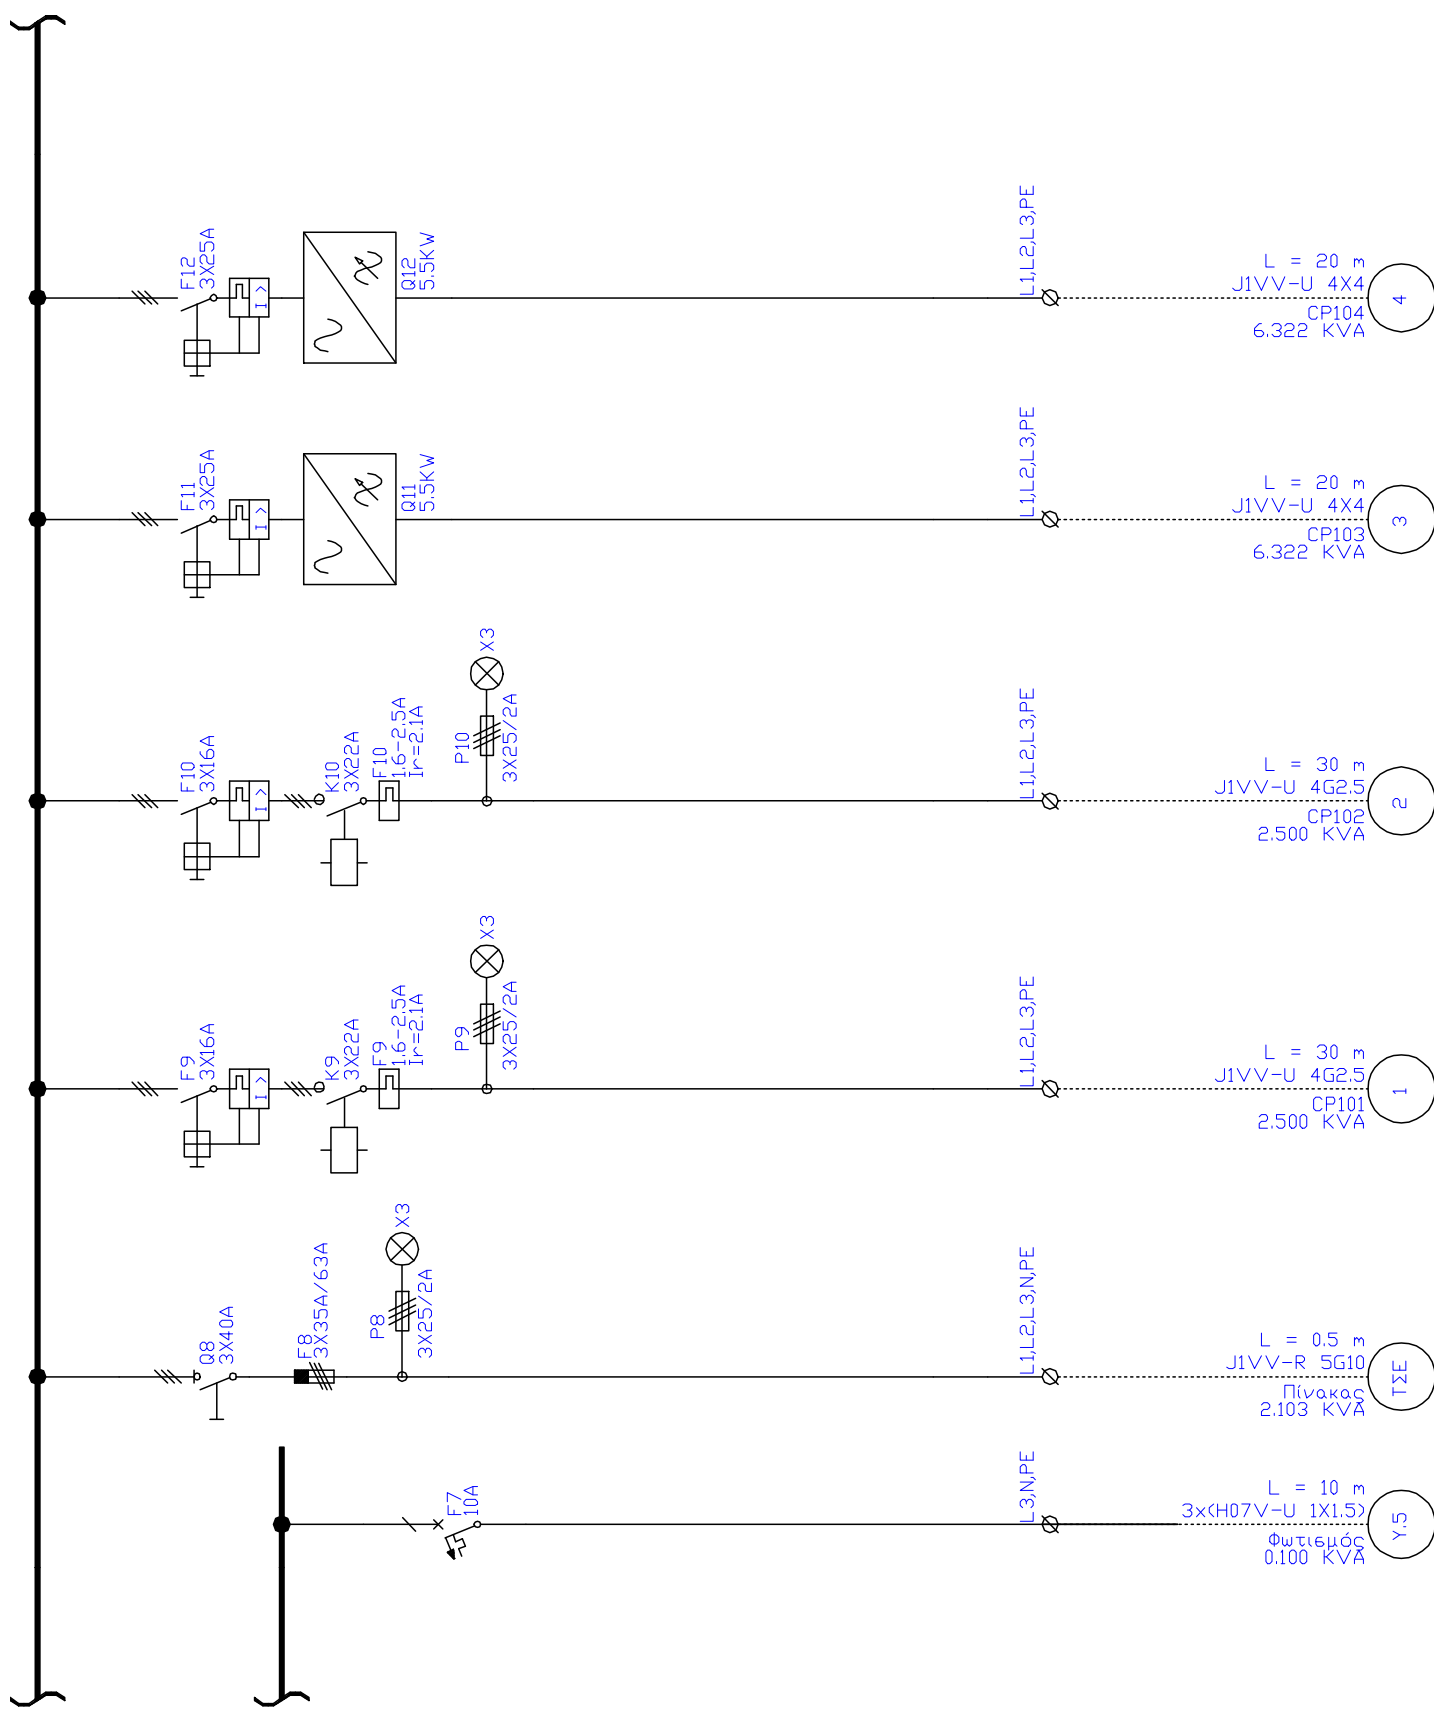 F12
3X25A
I >
Q12
5.5KW
L1,L2,L3,PE
L = 20 m
J1VV-U 4X4
CP104
6.322 KVA
4
F11
3X25A
I >
Q11
5.5KW
L1,L2,L3,PE
L = 20 m
J1VV-U 4X4
CP103
6.322 KVA
3
F10
3X16A
I >
K10
3X22A
F10
1.6-2.5A
Ir=2.1A
P10
3X25/2A
X3
L1,L2,L3,PE
L = 30 m
J1VV-U 4G2.5
CP102
2.500 KVA
2
F9
3X16A
I >
K9
3X22A
F9
1.6-2.5A
Ir=2.1A
P9
3X25/2A
X3
L1,L2,L3,PE
L = 30 m
J1VV-U 4G2.5
CP101
2.500 KVA
1
Q8
3X40A
F8
3X35A/63A
P8
3X25/2A
X3
L1,L2,L3,N,PE
L = 0.5 m
J1VV-R 5G10
Πίνακας
2.103 KVA
ΤΣΕ
F7
10A
L3,N,PE
L = 10 m
3x(H07V-U 1X1.5)
Φωτισμός
0.100 KVA
Y.5